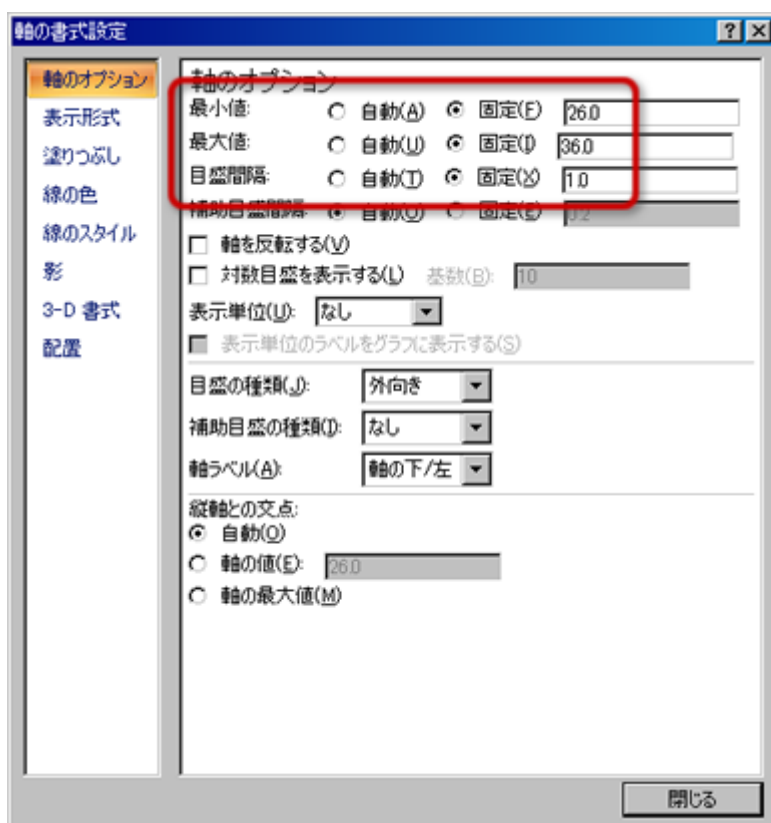 軸の書式設定
軸のオプション
表示形式
塗りつぶし
線の色
線のスタイル
影
3-D 書式
配置
軸のオプション
最小値: 自動(A) 固定(F) 26.0
最大値: 自動(U) 固定(I) 36.0
目盛間隔: 自動(T) 固定(X) 1.0
補助目盛間隔: 自動(O) 固定(E) 0.2
軸を反転する(V)
対数目盛を表示する(L) 基数(B): 10
表示単位(U): なし
表示単位のラベルをグラフに表示する(S)
目盛の種類(J): 外向き
補助目盛の種類(I): なし
軸ラベル(A): 軸の下/左
縦軸との交点:
自動(O)
軸の値(E): 26.0
軸の最大値(M)
閉じる